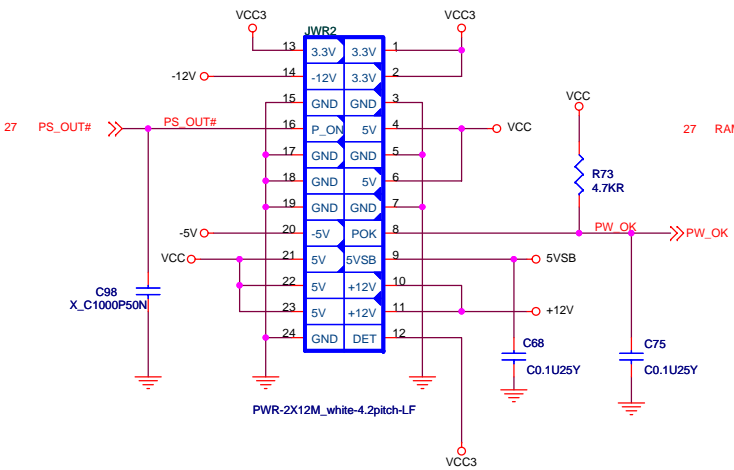 VCC3 VCC3
JWR2
13 3.3V 3.3V 1
-12V 14 -12V 3.3V 2
15 GND GND 3
VCC
27 PS_OUT# PS_OUT# 16 P_ON 5V 4 VCC 27 RAM
17 GND GND 5
18 GND 5V 6
R73
4.7KR
19 GND GND 7
-5V 20 -5V POK 8 PW_OK PW_OK
VCC 21 5V 5VSB 9 5VSB
22 5V +12V 10
C98
X_C1000P50N
23 5V +12V 11 +12V
24 GND DET 12
C68
C0.1U25Y
C75
C0.1U25Y
PWR-2X12M_white-4.2pitch-LF
VCC3